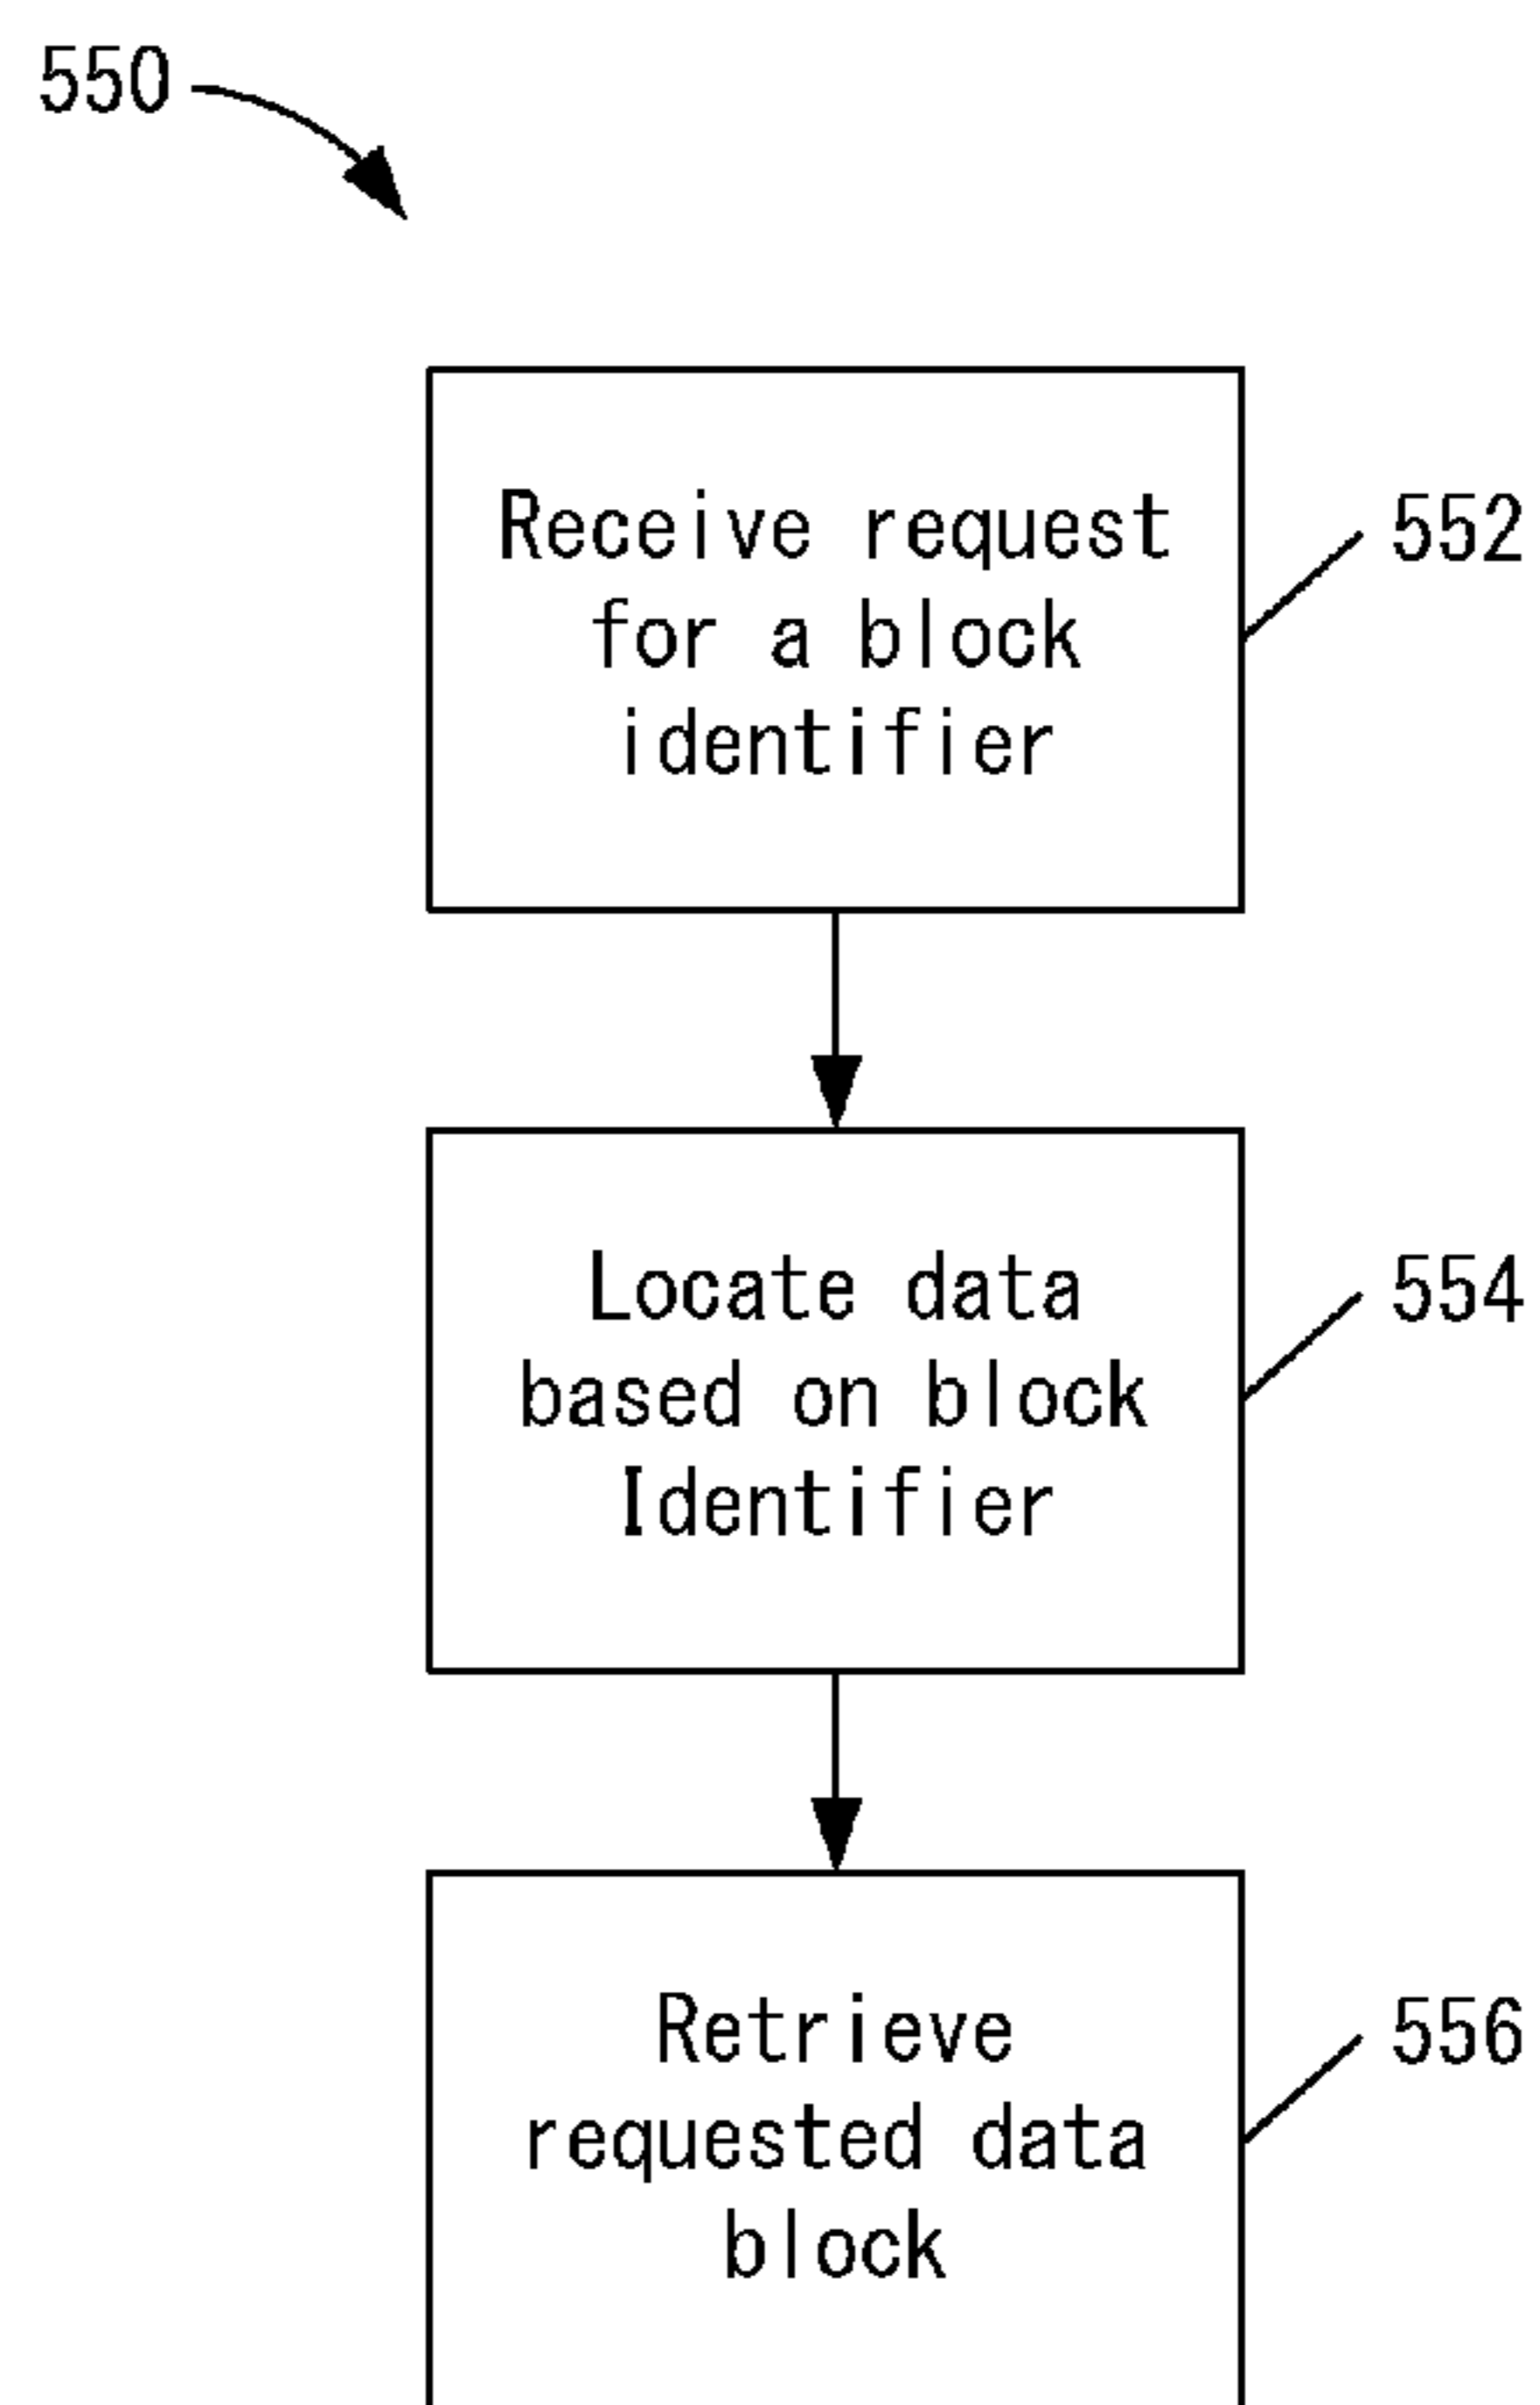 550
Receive request
for a block
identifier
552
Locate data
based on block
Identifier
554
Retrieve
requested data
block
556